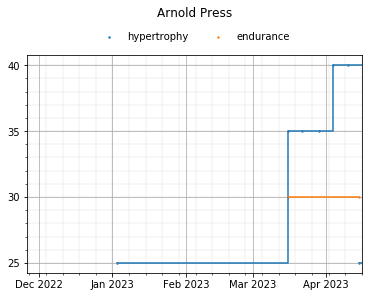 Arnold Press
hypertrophy endurance
40
35
30
25
Dec 2022 Jan 2023 Feb 2023 Mar 2023 Apr 2023